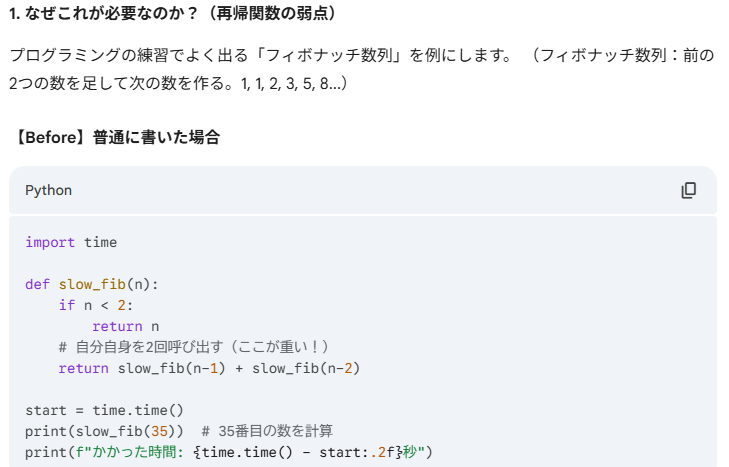 1. なぜこれが必要なのか？（再帰関数の弱点）
プログラミングの練習でよく出る「フィボナッチ数列」を例にします。 （フィボナッチ数列：前の
2つの数を足して次の数を作る。1, 1, 2, 3, 5, 8...）
【Before】普通に書いた場合
Python
import time
def slow_fib(n):
    if n < 2:
        return n
    # 自分自身を2回呼び出す（ここが重い！）
    return slow_fib(n-1) + slow_fib(n-2)
start = time.time()
print(slow_fib(35))  # 35番目の数を計算
print(f"かかった時間: {time.time() - start:.2f}秒")